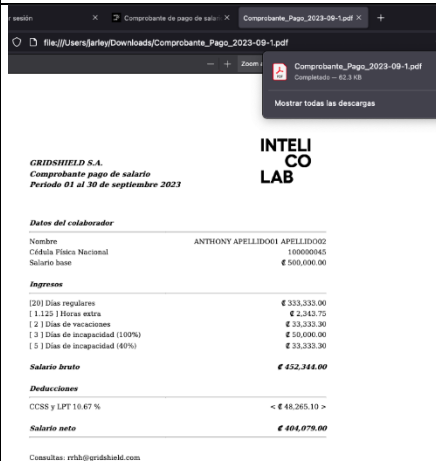 r sesión
Comprobante de pago de salari
Comprobante_Pago_2023-09-1.pdf
file:///Users/jarley/Downloads/Comprobante_Pago_2023-09-1.pdf
Zoom
Comprobante_Pago_2023-09-1.pdf
Completado — 62.3 KB
Mostrar todas las descargas
INTELI
CO
LAB
GRIDSHIELD S.A.
Comprobante pago de salario
Periodo 01 al 30 de septiembre 2023
Datos del colaborador
Nombre ANTHONY APELLIDO01 APELLIDO02
Cédula Física Nacional 100000045
Salario base ₡ 500,000.00
Ingresos
[20] Días regulares ₡ 333,333.00
[ 1.125 ] Horas extra ₡ 2,343.75
[ 2 ] Días de vacaciones ₡ 33,333.30
[ 3 ] Días de incapacidad (100%) ₡ 50,000.00
[ 5 ] Días de incapacidad (40%) ₡ 33,333.30
Salario bruto ₡ 452,344.00
Deducciones
CCSS y LPT 10.67 % < ₡ 48,265.10 >
Salario neto ₡ 404,079.00
Consultas: rrhh@gridshield.com